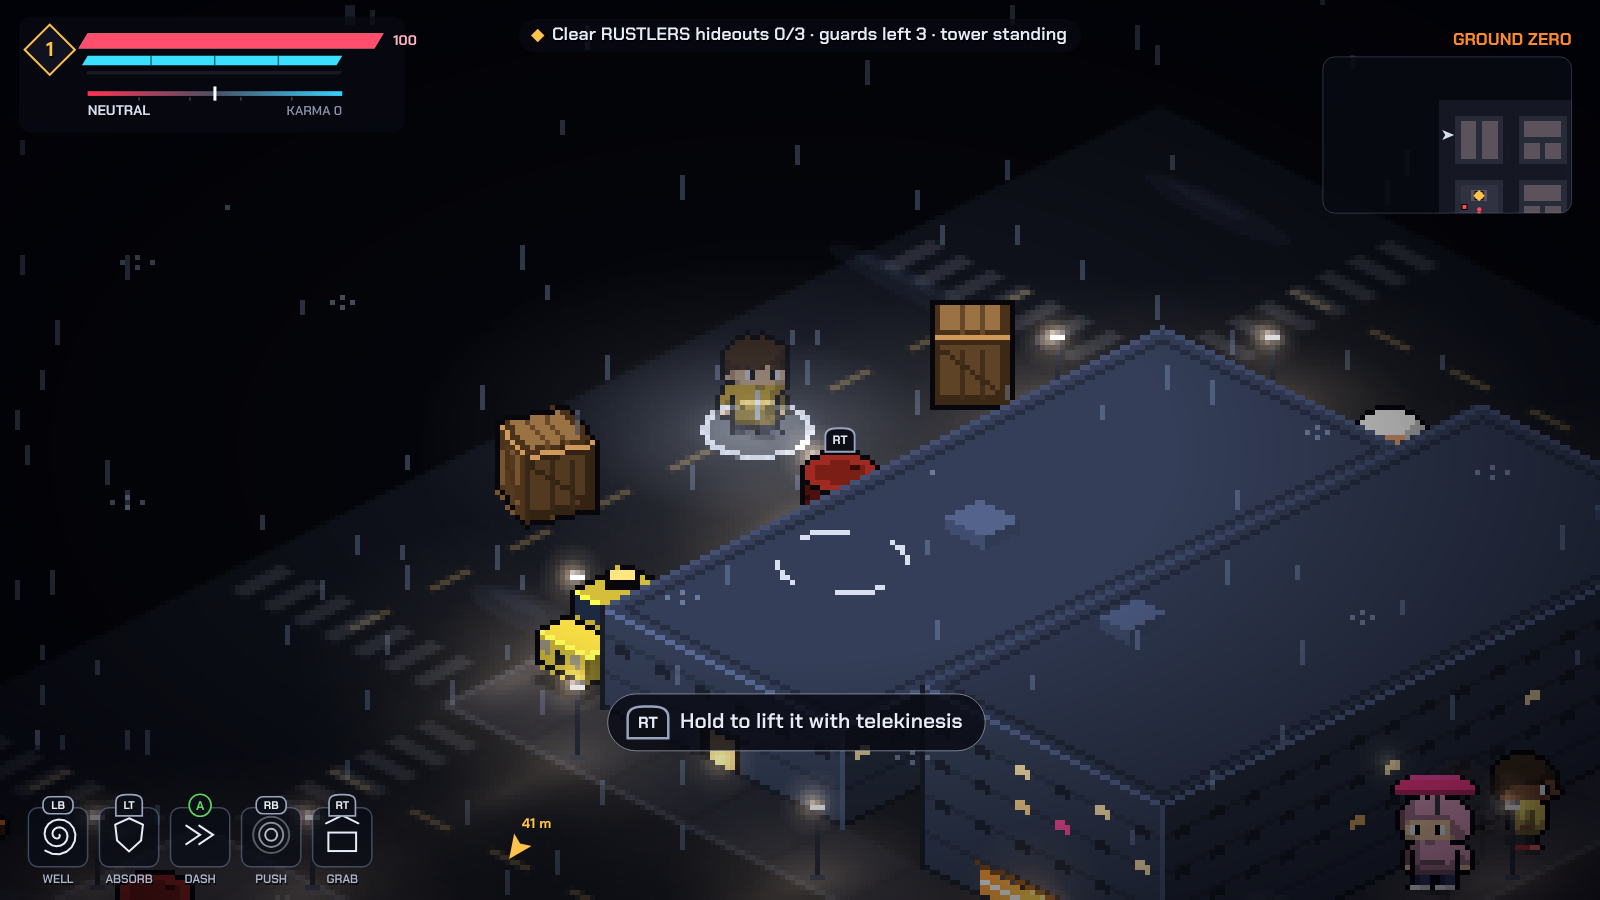 1
100
NEUTRAL
KARMA 0
Clear RUSTLERS hideouts 0/3 · guards left 3 · tower standing
GROUND ZERO
RT
RT Hold to lift it with telekinesis
41 m
LB LT A RB RT
WELL ABSORB DASH PUSH GRAB